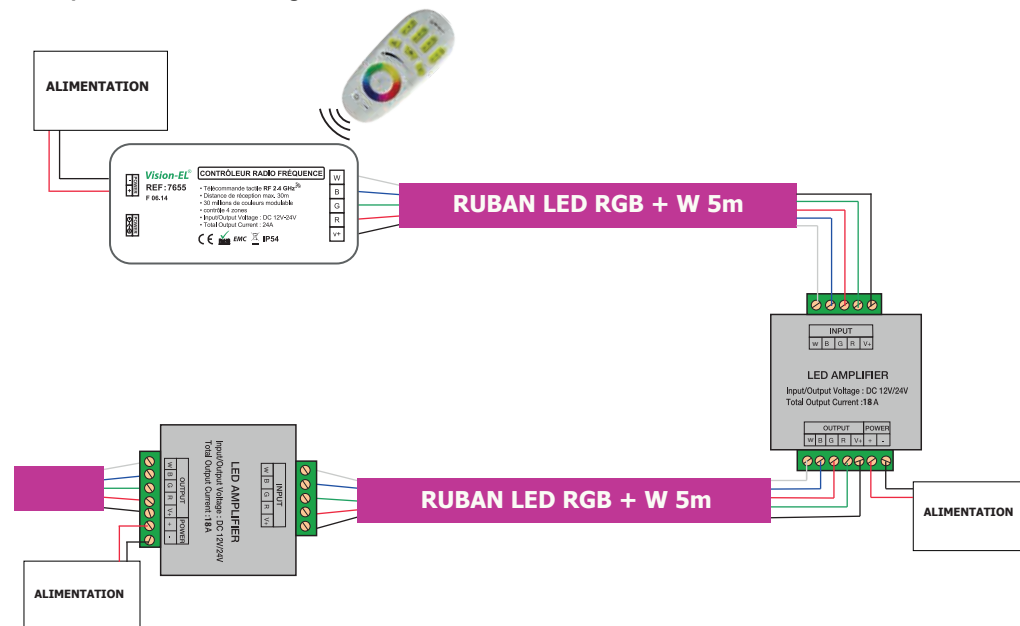 ALIMENTATION
POWER
- +
POWER
Vision-EL®
REF:7655
F 06.14
CONTRÔLEUR RADIO FRÉQUENCE
• Télécommande tactile RF 2.4 GHz
• Distance de réception max. 30m
• 30 millions de couleurs modulable
• contrôle 4 zones
• Input/Output Voltage : DC 12V~24V
• Total Output Current : 24A
CE EMC IP54
W
B
G
R
V+
RUBAN LED RGB + W 5m
INPUT
W B G R V+
LED AMPLIFIER
Input/Output Voltage : DC 12V/24V
Total Output Current :18 A
OUTPUT POWER
W B G R V+ + -
ALIMENTATION
RUBAN LED RGB + W 5m
INPUT
W B G R V+
LED AMPLIFIER
Input/Output Voltage : DC 12V/24V
Total Output Current :18A
OUTPUT POWER
W B G R V+ + -
ALIMENTATION